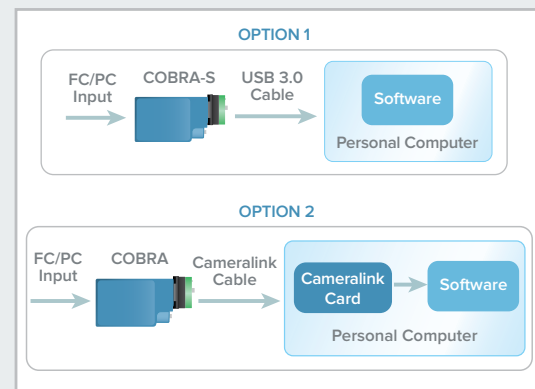 OPTION 1
FC/PC
Input
COBRA-S
USB 3.0
Cable
Software
Personal Computer
OPTION 2
FC/PC
Input
COBRA
Cameralink
Cable
Cameralink
Card
Software
Personal Computer